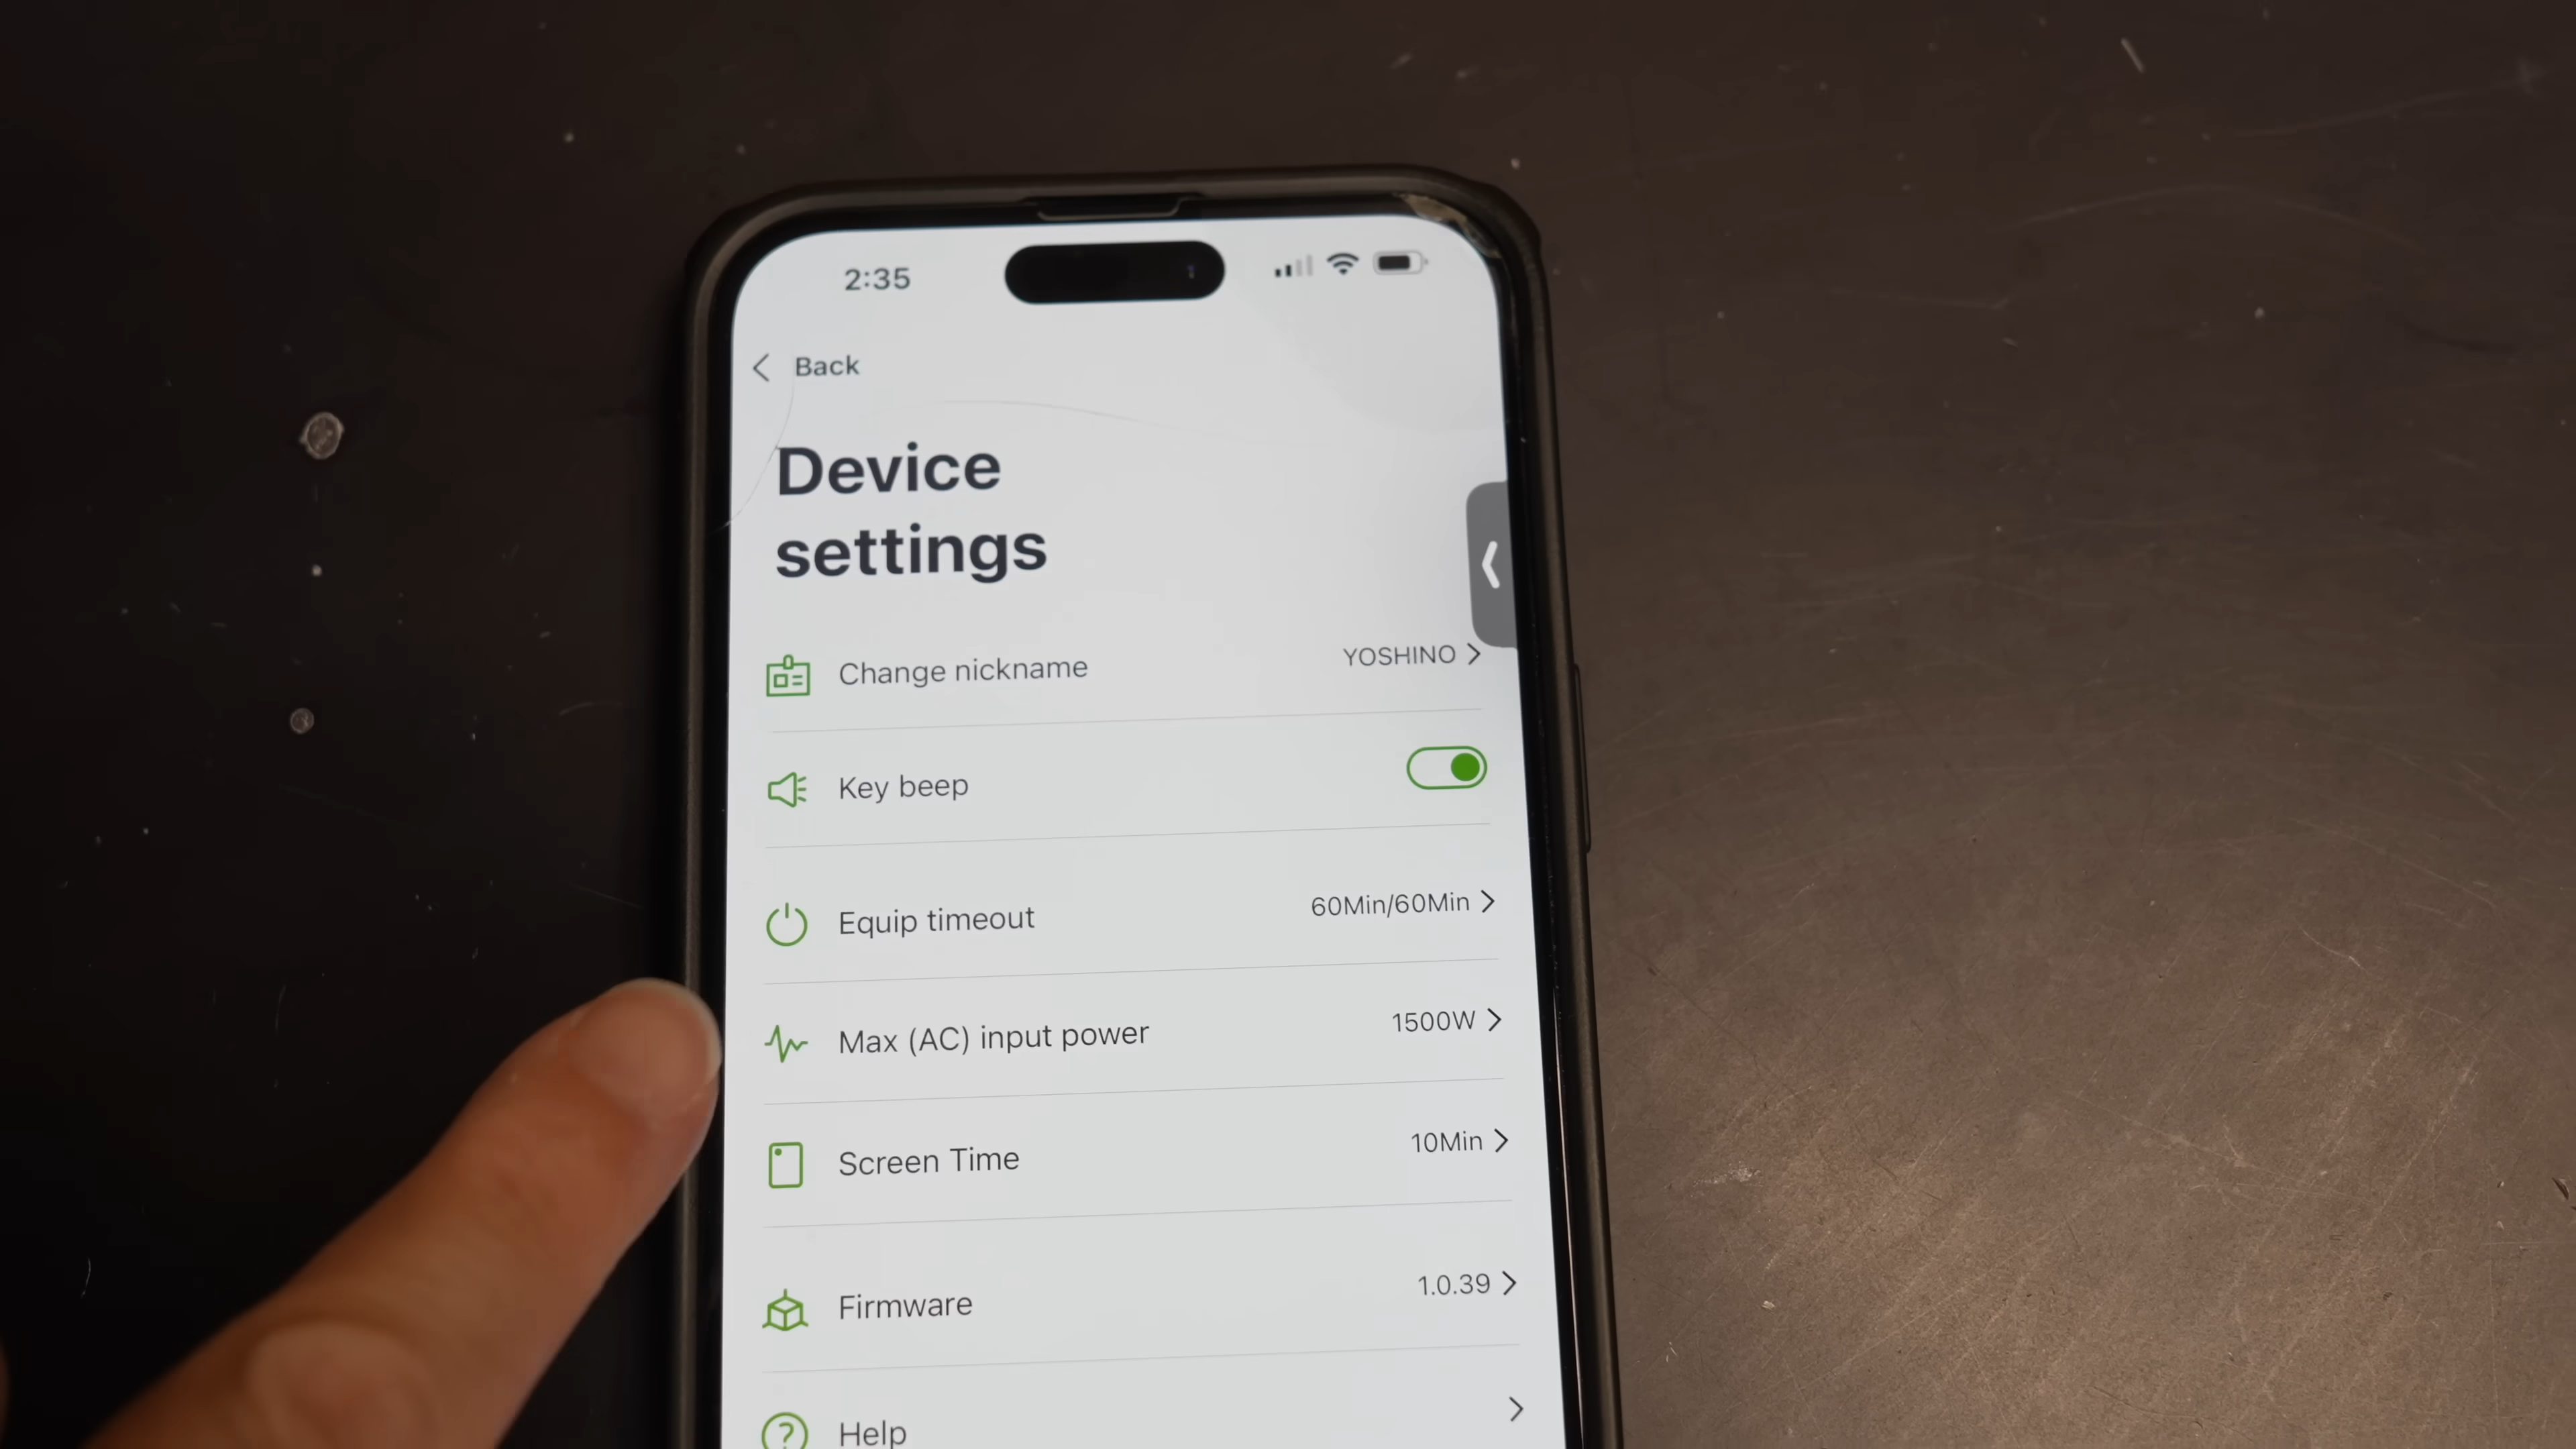 2:35
Back
Device
settings
Change nickname YOSHINO
Key beep
Equip timeout 60Min/60Min
Max (AC) input power 1500W
Screen Time 10Min
Firmware 1.0.39
Help